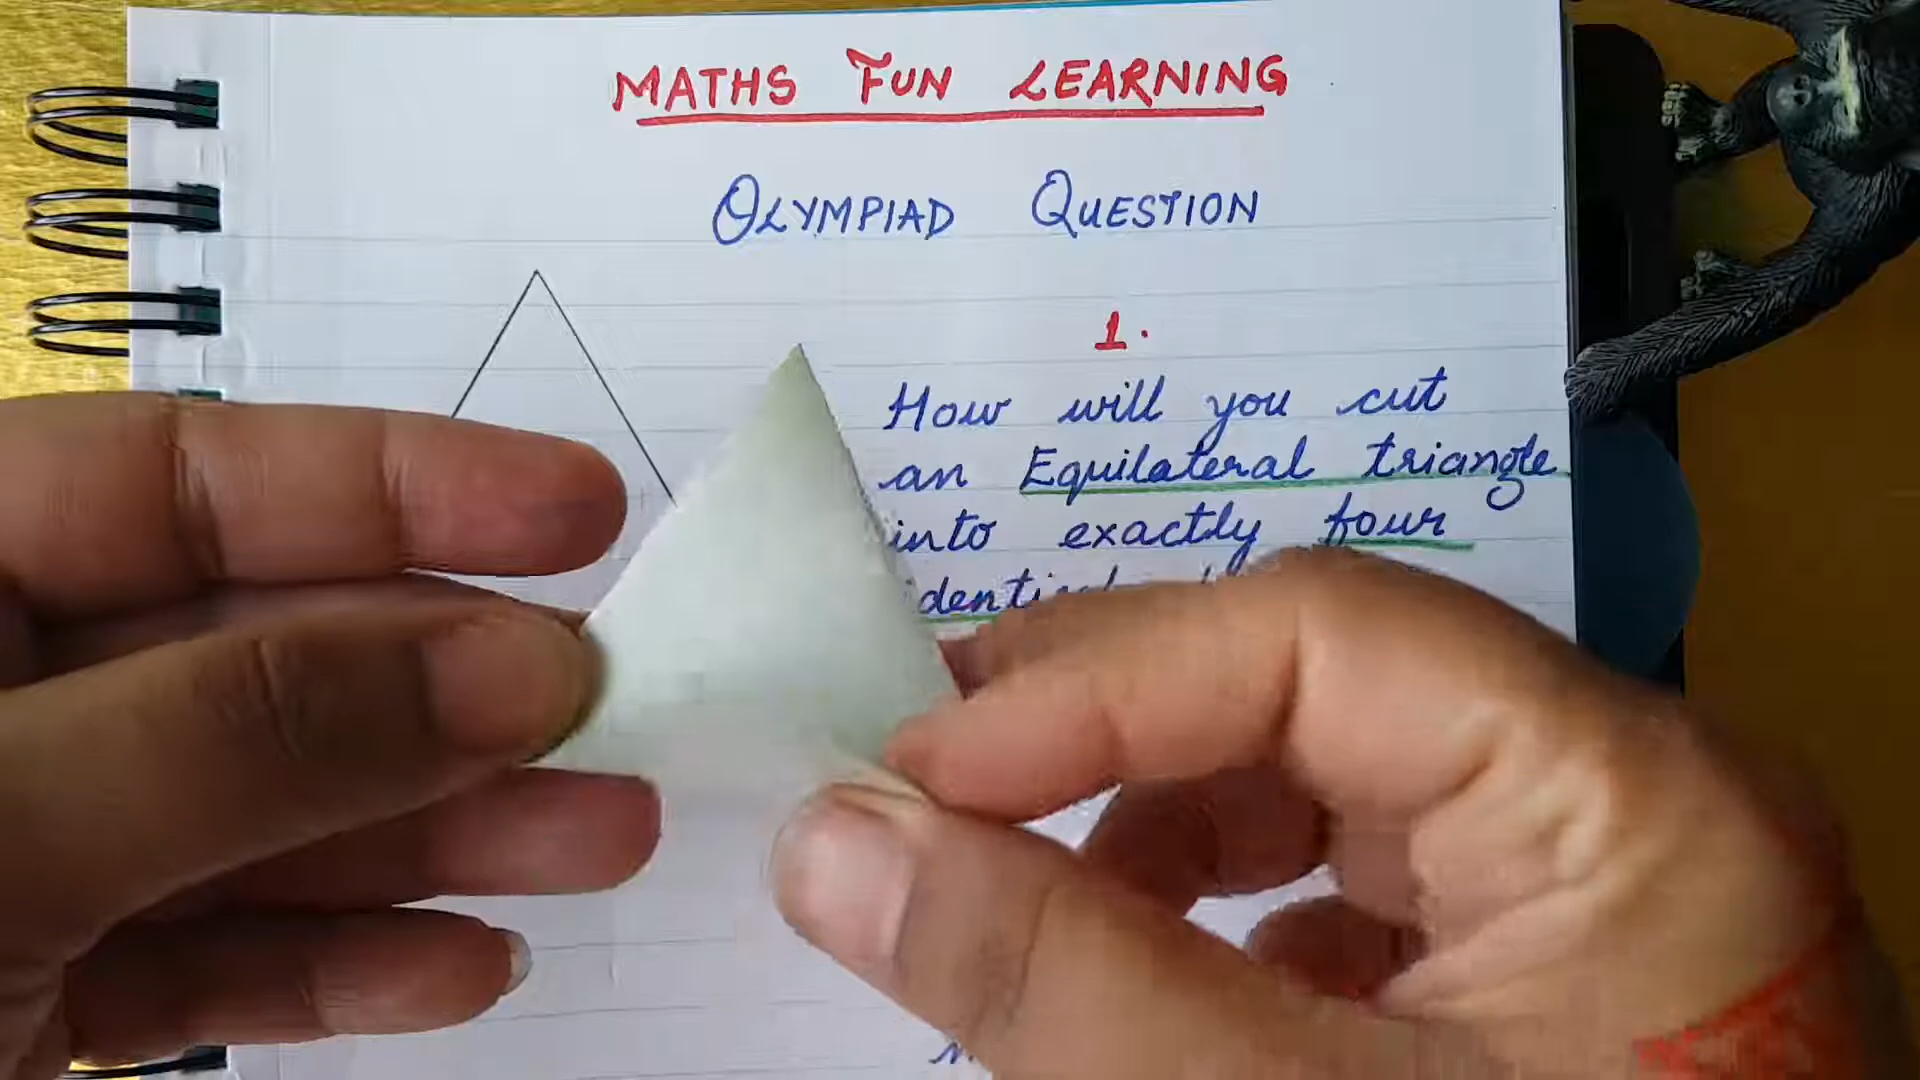 MATHS FUN LEARNING
OLYMPIAD QUESTION
1.
How will you cut
an Equilateral triangle
into exactly four